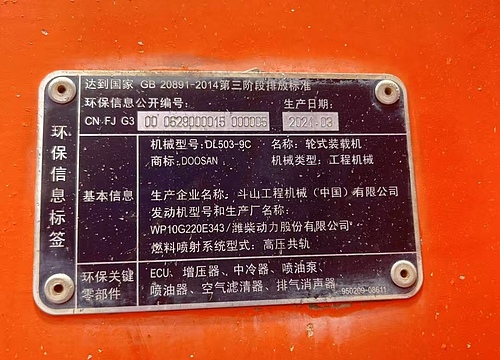 达到国家 GB 20891-2014第三阶段排放标准
环保信息公开编号： 生产日期:
CN FJ G3 00 0629000015 000005 2021-03
环保信息标签
机械型号:DL503-9C 名称：轮式装载机
商标：DOOSAN 机械类型：工程机械
基本信息
生产企业名称：斗山工程机械（中国）有限公司
发动机型号和生产厂名称：
WP10G220E343/潍柴动力股份有限公司
燃料喷射系统型式：高压共轨
环保关键
零部件
ECU、增压器、中冷器、喷油泵、
喷油器、空气滤清器、排气消声器
950209-08611